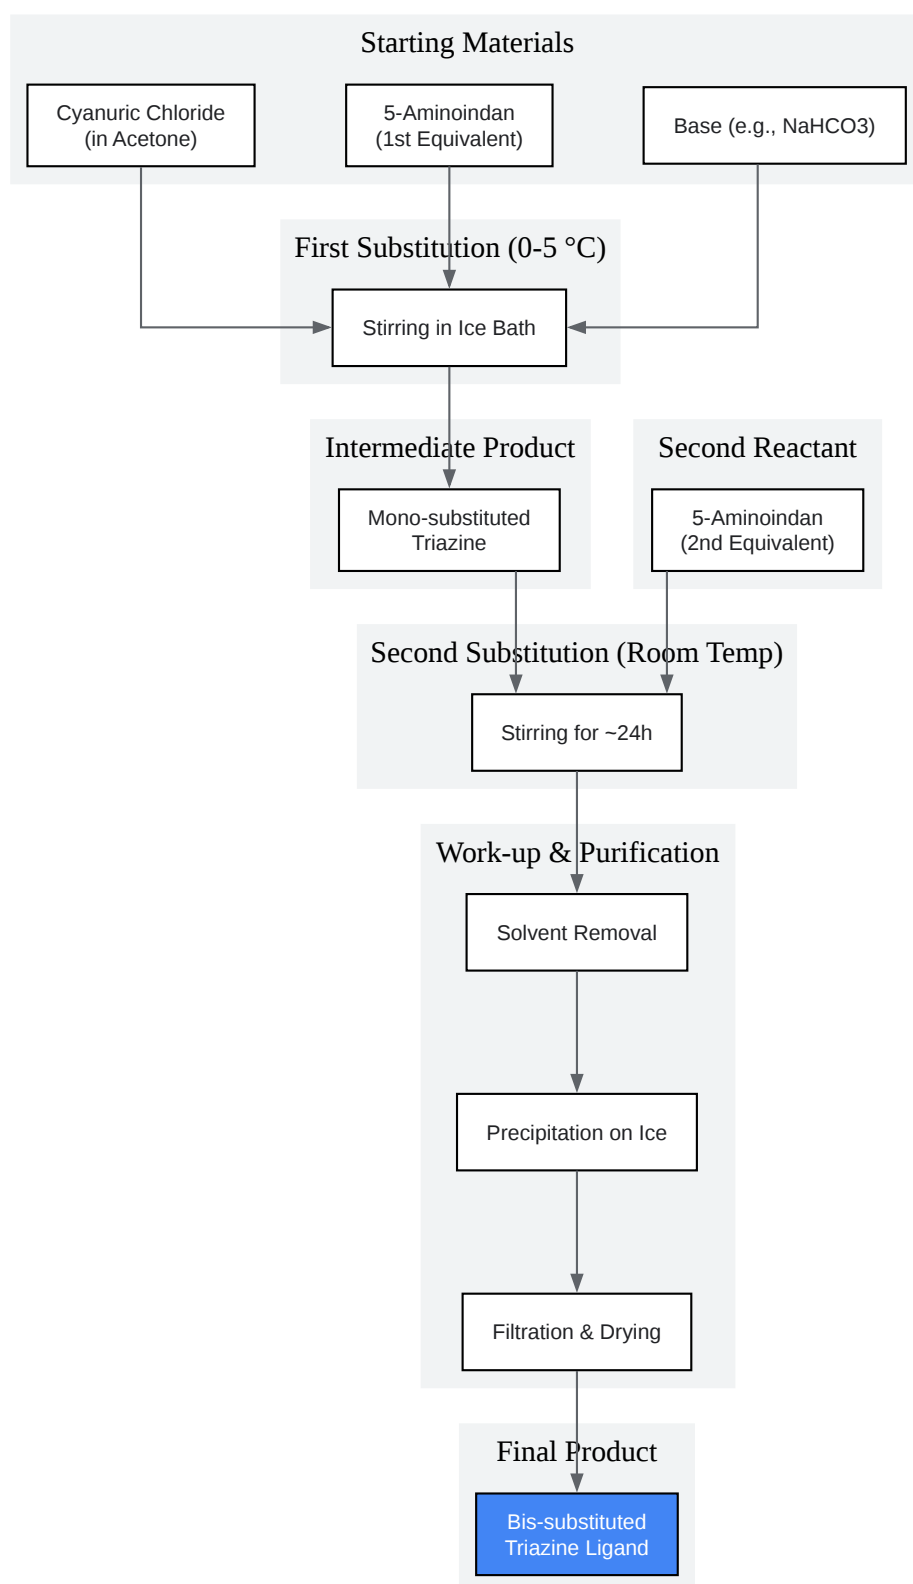 Starting Materials
Cyanuric Chloride
(in Acetone)
5-Aminoindan
(1st Equivalent)
Base (e.g., NaHCO3)
First Substitution (0-5 °C)
Stirring in Ice Bath
Intermediate Product
Mono-substituted
Triazine
Second Reactant
5-Aminoindan
(2nd Equivalent)
Second Substitution (Room Temp)
Stirring for ~24h
Work-up & Purification
Solvent Removal
Precipitation on Ice
Filtration & Drying
Final Product
Bis-substituted
Triazine Ligand